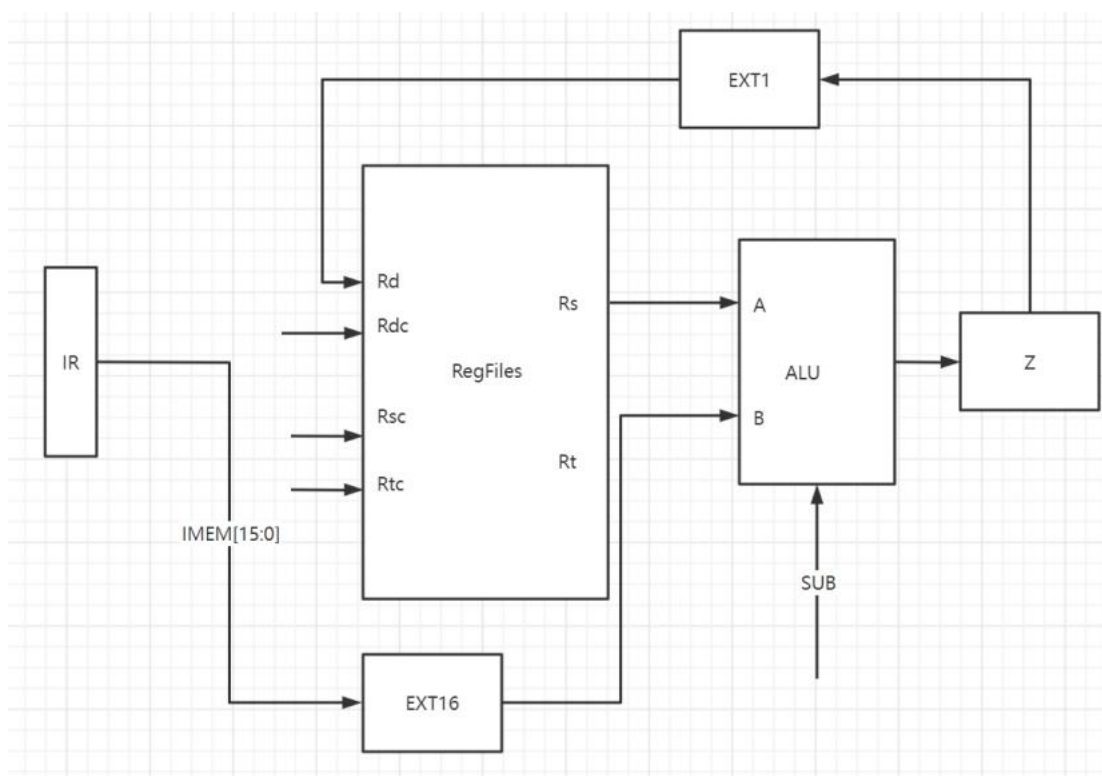 EXT1
Rd
Rdc
Rs
A
IR
RegFiles
ALU
Z
Rsc
B
Rt
Rtc
IMEM[15:0]
SUB
EXT16